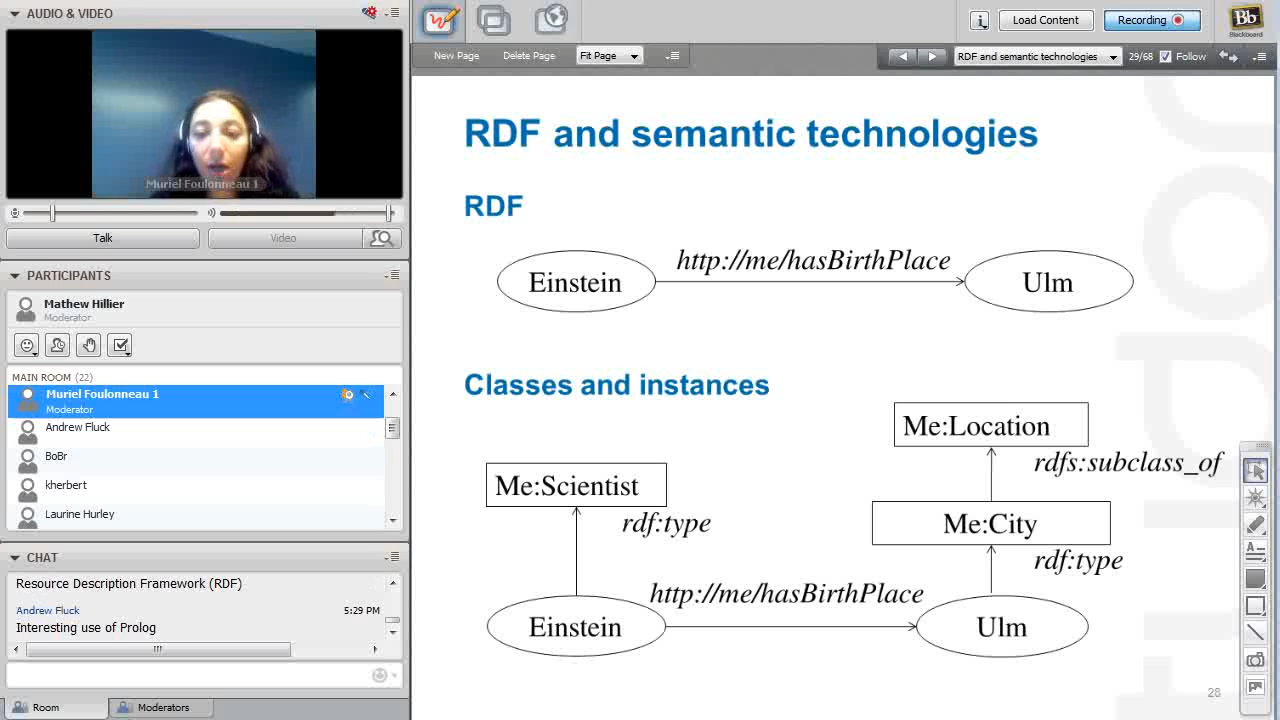 AUDIO & VIDEO
Muriel Foulonneau 1
Talk
Video
PARTICIPANTS
Mathew Hillier
Moderator
MAIN ROOM (22)
Muriel Foulonneau 1
Moderator
Andrew Fluck
BoBr
kherbert
Laurine Hurley
CHAT
Resource Description Framework (RDF)
Andrew Fluck 5:29 PM
Interesting use of Prolog
Room Moderators
Load Content Recording Bb
Blackboard
New Page Delete Page Fit Page RDF and semantic technologies 29/68 Follow
RDF and semantic technologies
RDF
http://me/hasBirthPlace
Einstein Ulm
Classes and instances
Me:Location
rdfs:subclass_of
Me:Scientist
rdf:type
Me:City
rdf:type
http://me/hasBirthPlace
Einstein Ulm
28